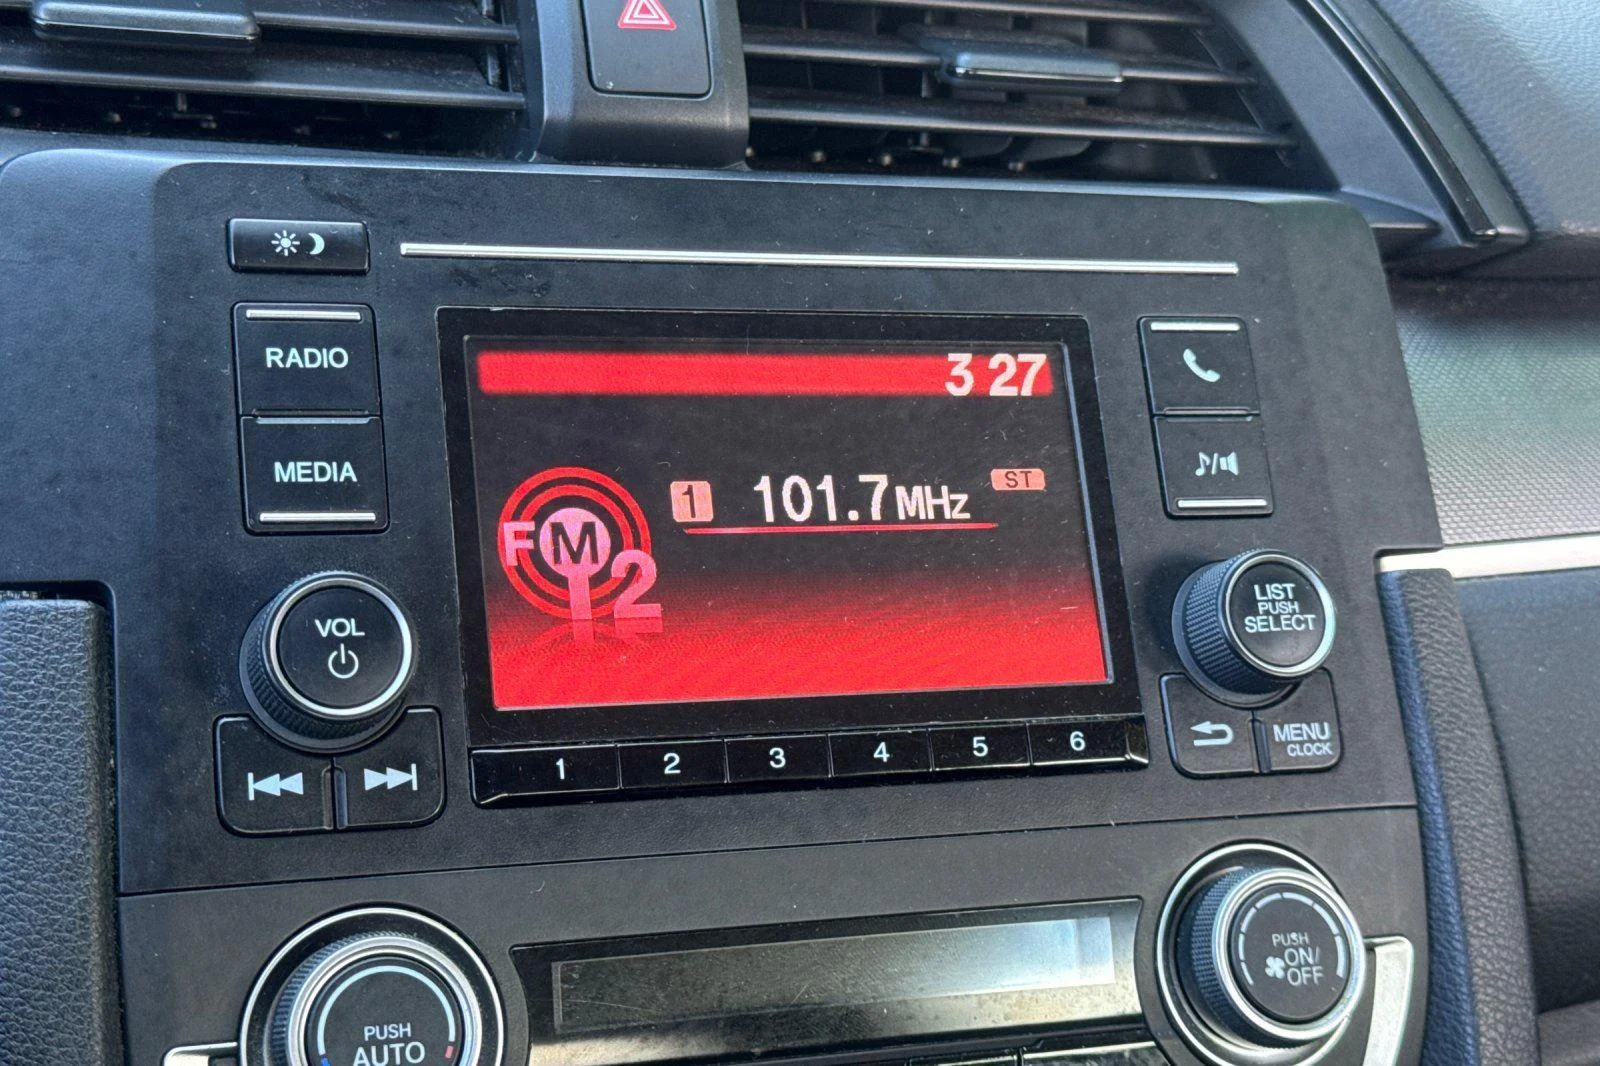 RADIO
MEDIA
VOL
3 27
FM
2
1 101.7MHz ST
1 2 3 4 5 6
LIST
PUSH
SELECT
MENU
CLOCK
PUSH
AUTO
PUSH
ON/
OFF